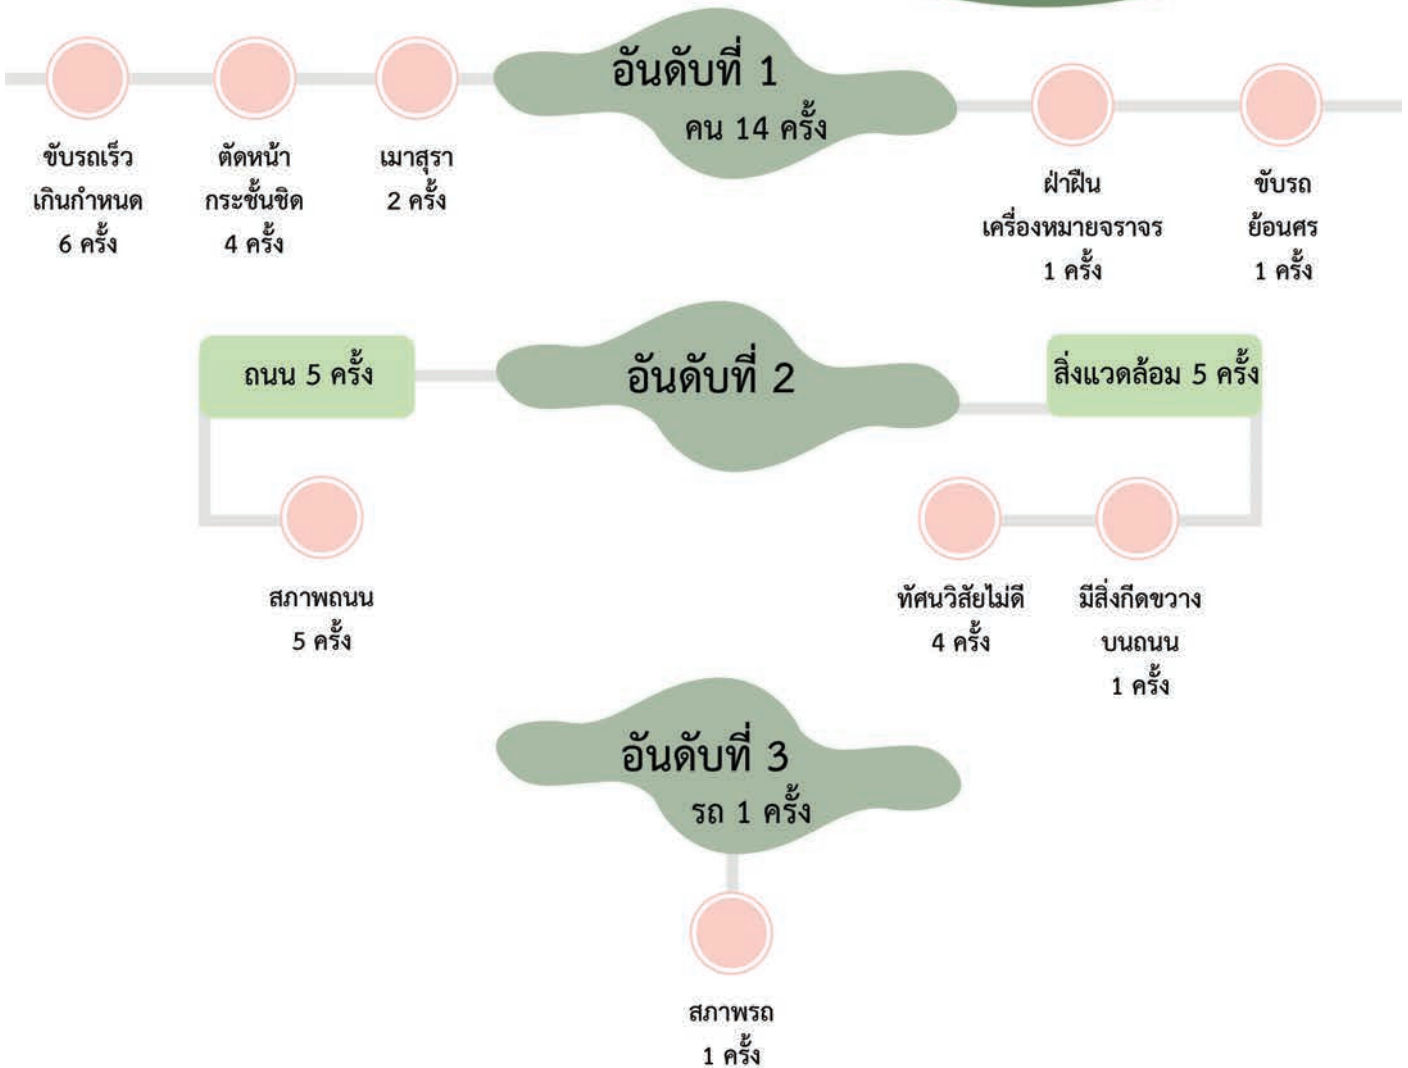 อันดับที่ 1
คน 14 ครั้ง
ขับรถเร็ว
เกินกำหนด
6 ครั้ง
ตัดหน้า
กระชั้นชิด
4 ครั้ง
เมาสุรา
2 ครั้ง
ฝ่าฝืน
เครื่องหมายจราจร
1 ครั้ง
ขับรถ
ย้อนศร
1 ครั้ง
อันดับที่ 2
ถนน 5 ครั้ง
สภาพถนน
5 ครั้ง
สิ่งแวดล้อม 5 ครั้ง
ทัศนวิสัยไม่ดี
4 ครั้ง
มีสิ่งกีดขวาง
บนถนน
1 ครั้ง
อันดับที่ 3
รถ 1 ครั้ง
สภาพรถ
1 ครั้ง